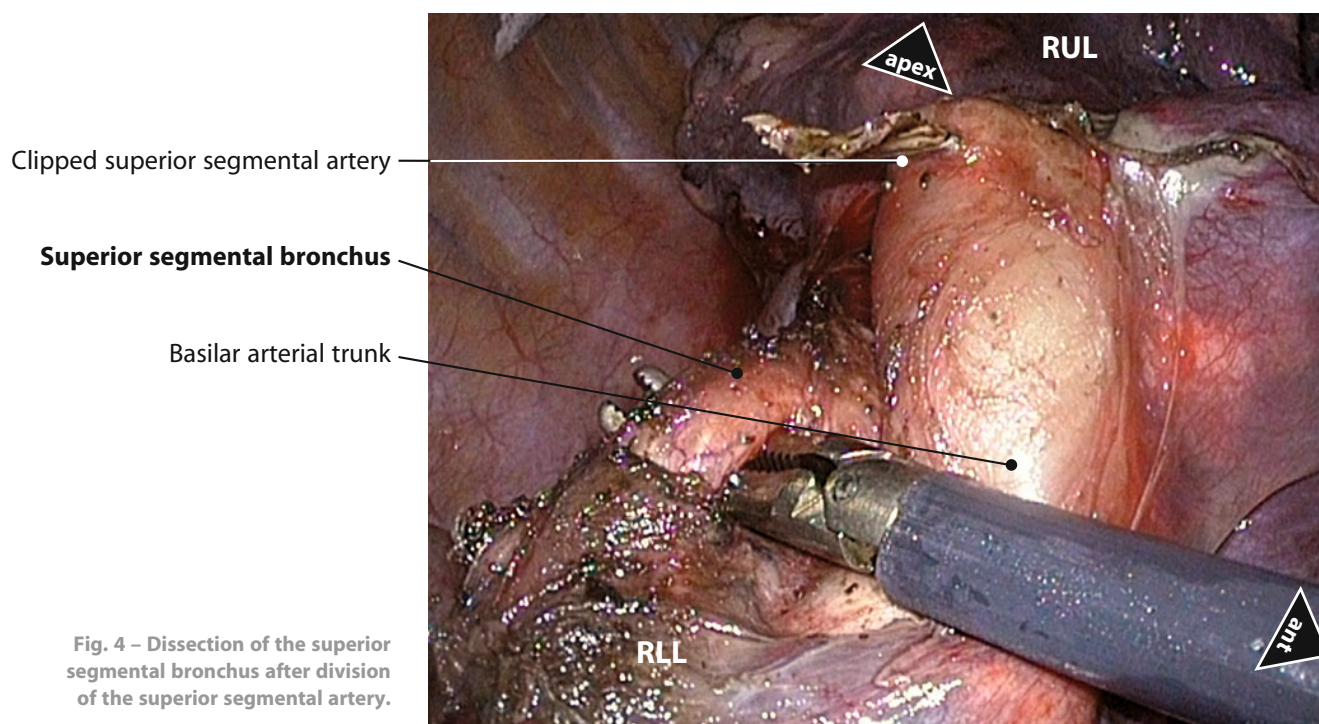 RUL
apex
Clipped superior segmental artery
Superior segmental bronchus
Basilar arterial trunk
Fig. 4 – Dissection of the superior
segmental bronchus after division
of the superior segmental artery.
RLL
ant